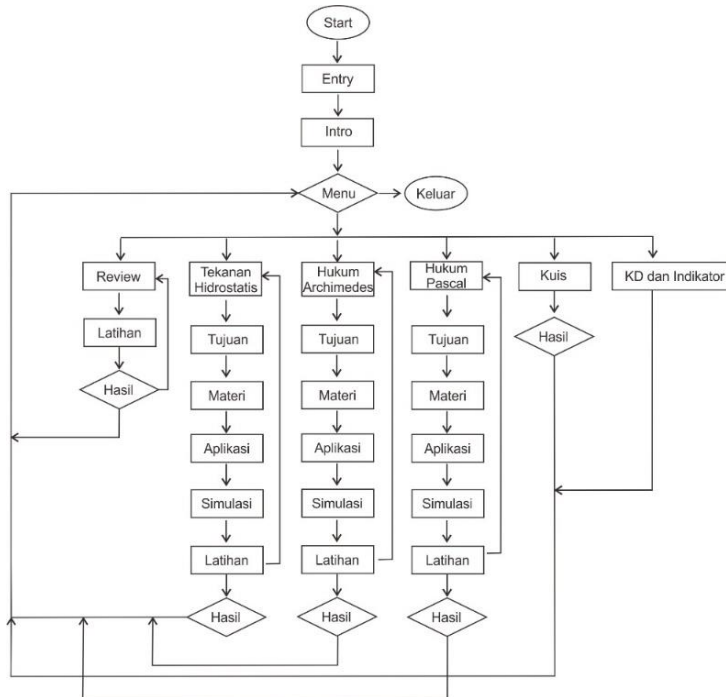 Start
Entry
Intro
Menu
Keluar
Review
Tekanan
Hidrostatis
Hukum
Archimedes
Hukum
Pascal
Kuis
KD dan Indikator
Latihan
Tujuan
Tujuan
Tujuan
Hasil
Hasil
Materi
Materi
Materi
Aplikasi
Aplikasi
Aplikasi
Simulasi
Simulasi
Simulasi
Latihan
Latihan
Latihan
Hasil
Hasil
Hasil